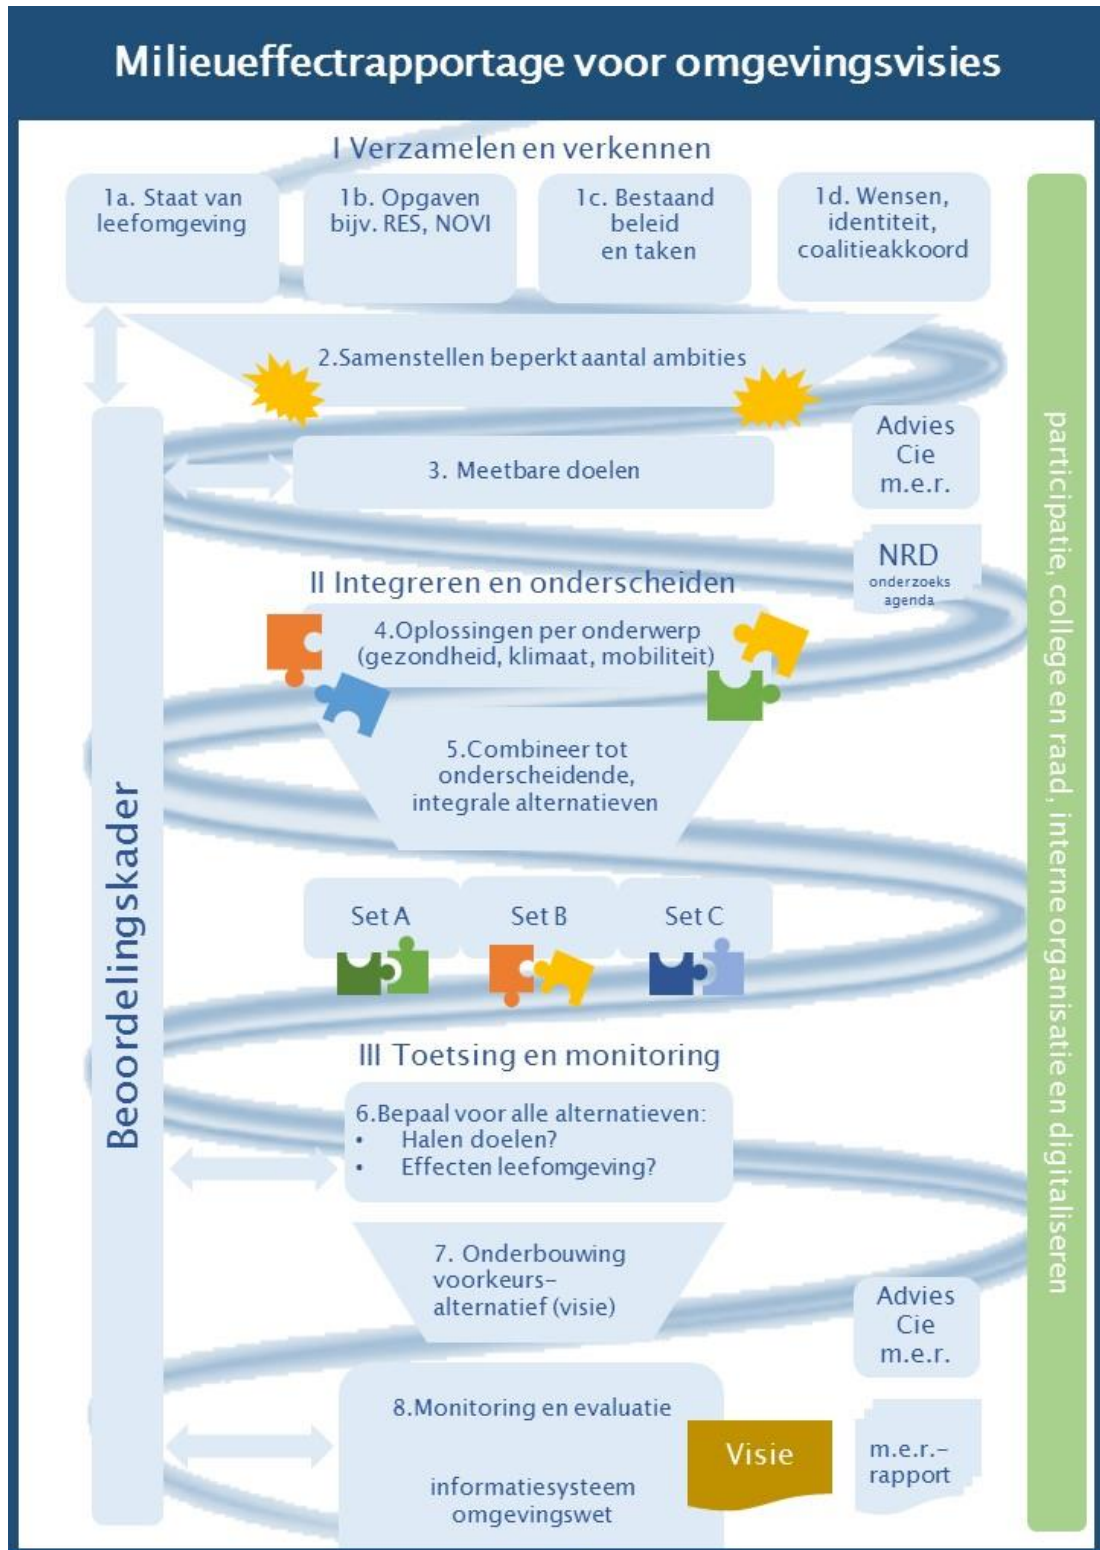 Milieueffectrapportage voor omgevingsvisies
I Verzamelen en verkennen
1a. Staat van
leefomgeving
1b. Opgaven
bijv. RES, NOVI
1c. Bestaand
beleid
en taken
1d. Wensen,
identiteit,
coalitieakkoord
2.Samenstellen beperkt aantal ambities
3. Meetbare doelen
Advies
Cie
m.e.r.
NRD
onderzoeks
agenda
II Integreren en onderscheiden
4.Oplossingen per onderwerp
(gezondheid, klimaat, mobiliteit)
5.Combineer tot
onderscheidende,
integrale alternatieven
Set A
Set B
Set C
III Toetsing en monitoring
6.Bepaal voor alle alternatieven:
• Halen doelen?
• Effecten leefomgeving?
7. Onderbouwing
voorkeurs-
alternatief (visie)
Advies
Cie
m.e.r.
8.Monitoring en evaluatie
informatiesysteem
omgevingswet
Visie
m.e.r.-
rapport
Beoordelingskader
participatie, college en raad, interne organisatie en digitaliseren